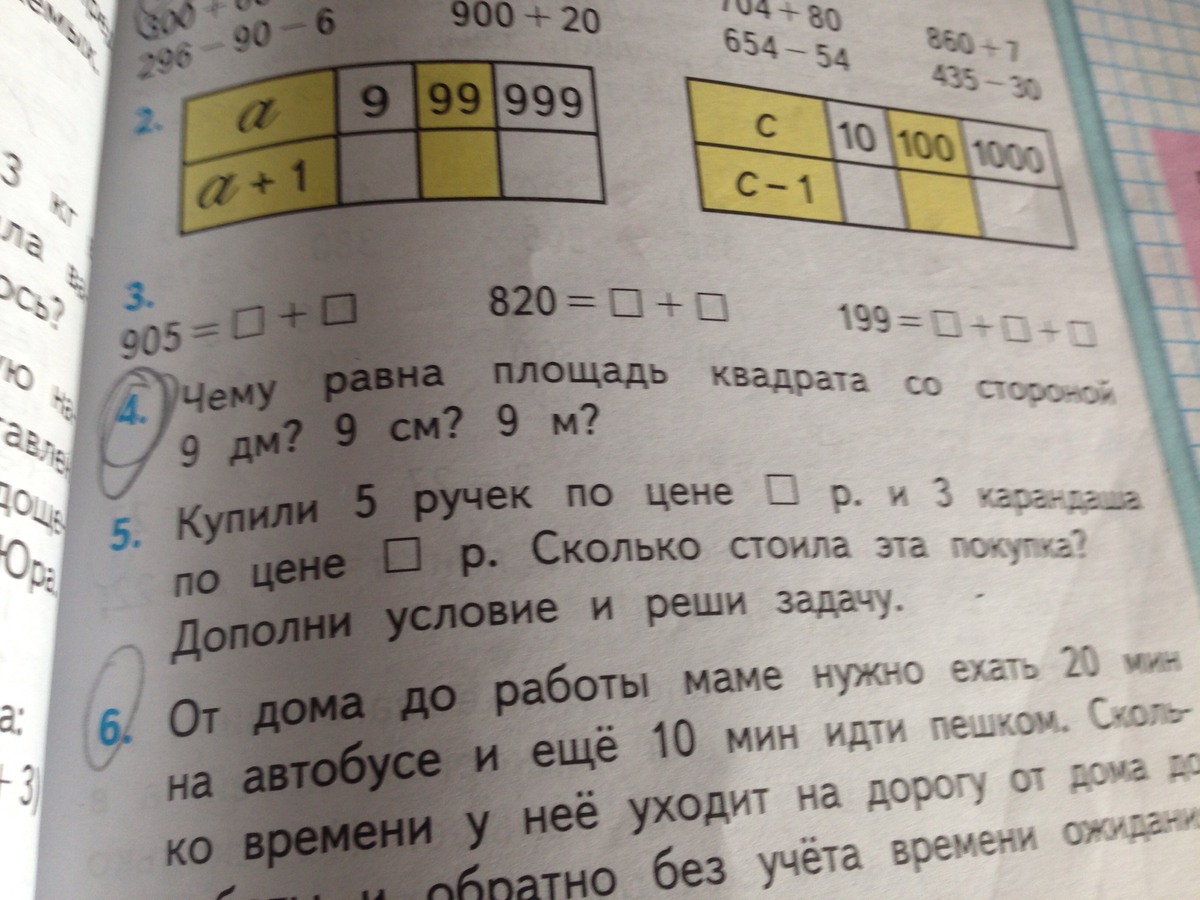 296 − 90 − 6
900 + 20
704 + 80
654 − 54
860 + 7
435 − 30
2.
a 9 99 999
a + 1
c 10 100 1000
c − 1
3.
905 = □ + □ 820 = □ + □ 199 = □ + □ + □
4. Чему равна площадь квадрата со стороной
9 дм? 9 см? 9 м?
5. Купили 5 ручек по цене □ р. и 3 карандаша
по цене □ р. Сколько стоила эта покупка?
Дополни условие и реши задачу.
6. От дома до работы маме нужно ехать 20 мин
на автобусе и ещё 10 мин идти пешком. Сколь-
ко времени у неё уходит на дорогу от дома до
и обратно без учёта времени
3 кг
Юра.
+ 3)